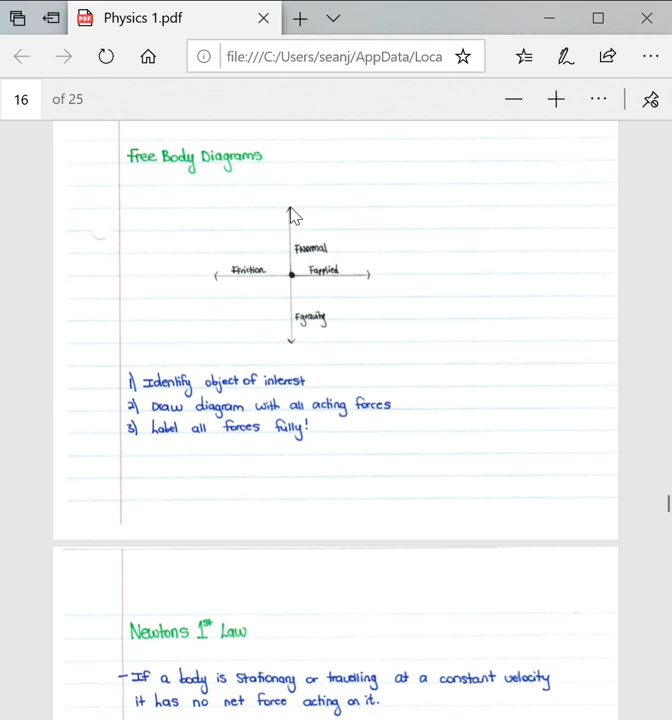 Physics 1.pdf
file:///C:/Users/seanj/AppData/Loca
16 of 25
Free Body Diagrams
FNormal
Friction Fapplied
Fgravity
1) Identify object of interest
2) Draw diagram with all acting forces
3) Label all forces fully!
Newtons 1st Law
- If a body is stationary or travelling at a constant velocity
it has no net force acting on it.